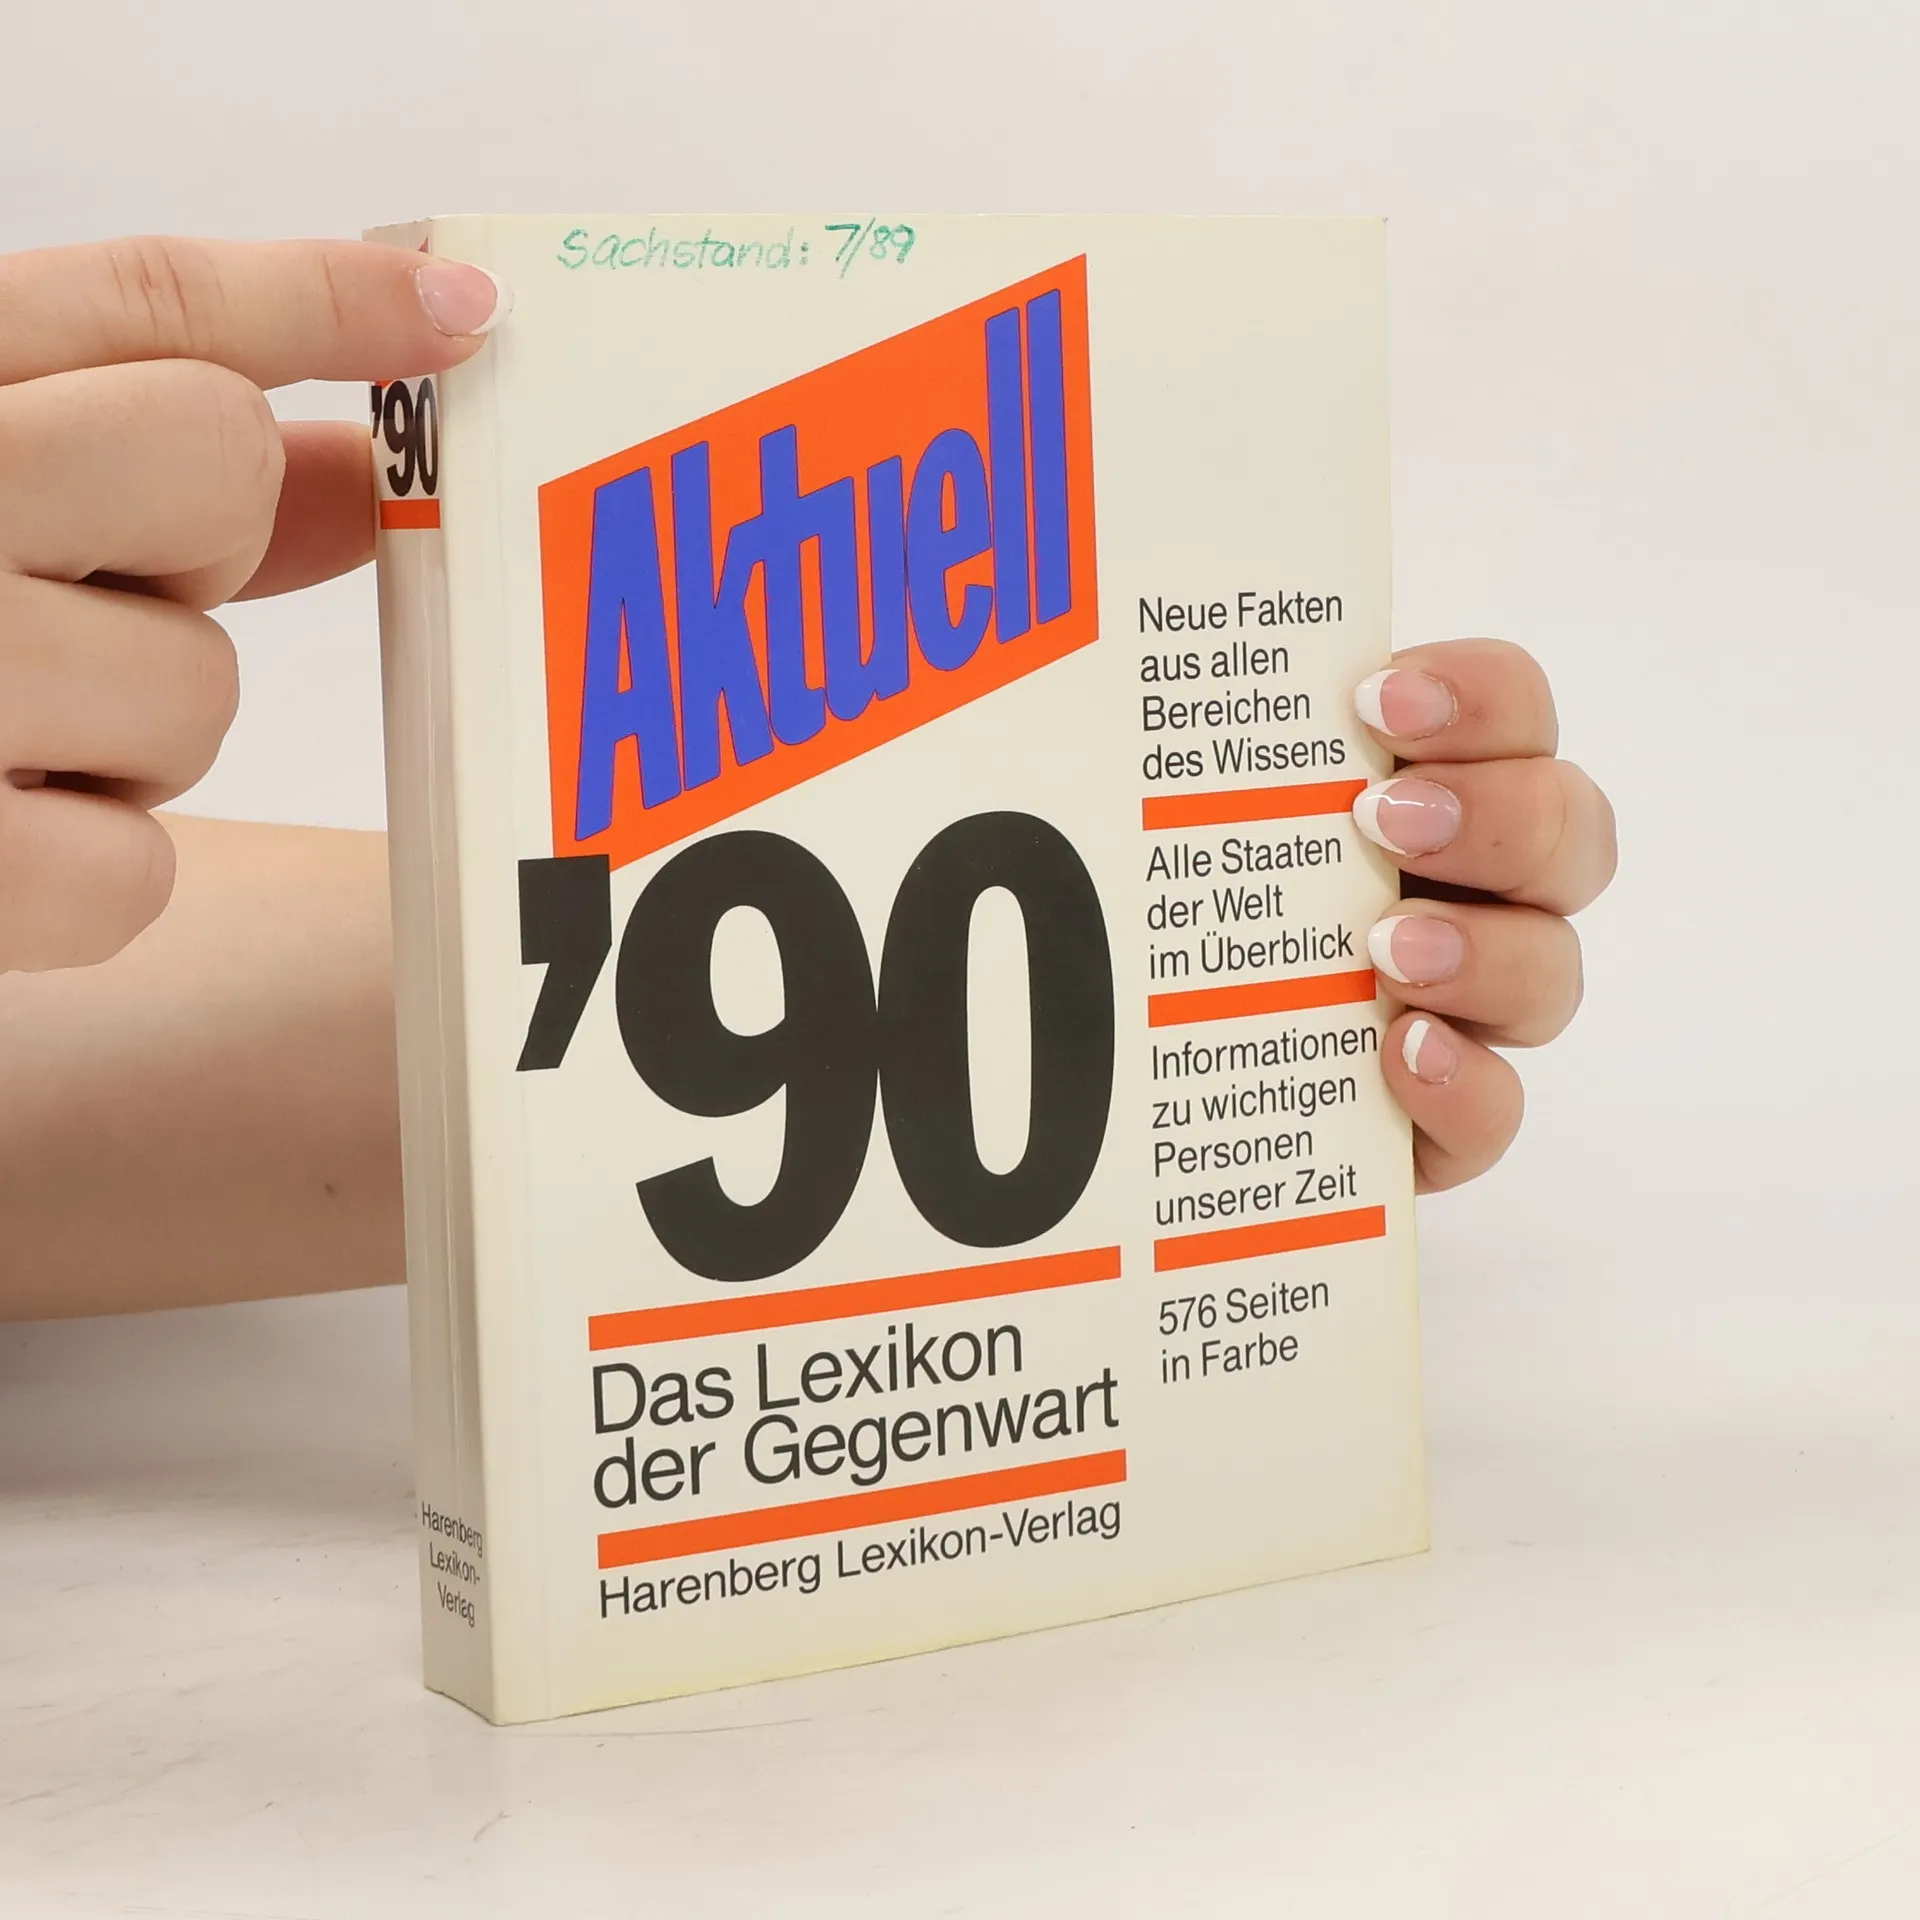 Sachstand: 7/89
Aktuell
'90
Das Lexikon
der Gegenwart
Harenberg Lexikon-Verlag
Neue Fakten
aus allen
Bereichen
des Wissens
Alle Staaten
der Welt
im Überblick
Informationen
zu wichtigen
Personen
unserer Zeit
576 Seiten
in Farbe
'90
Harenberg
Lexikon-
Verlag